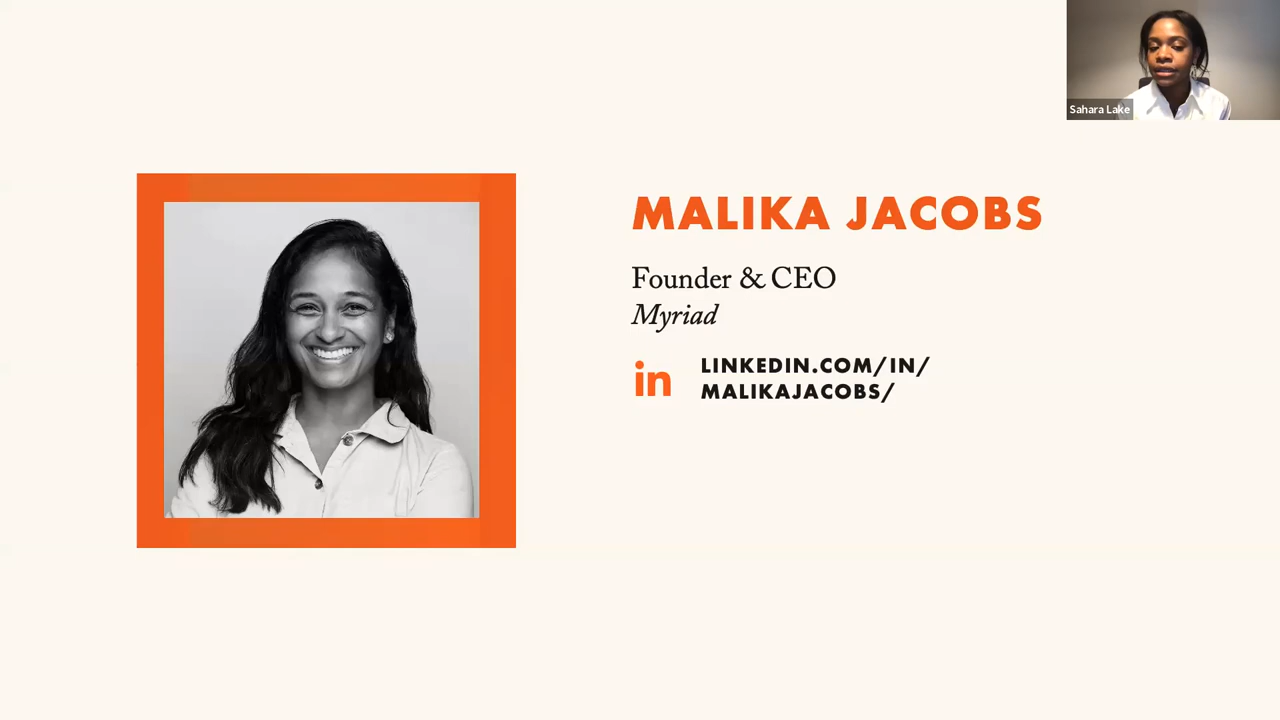 Sahara Lake
MALIKA JACOBS
Founder & CEO
Myriad
in
LINKEDIN.COM/IN/
MALIKAJACOBS/